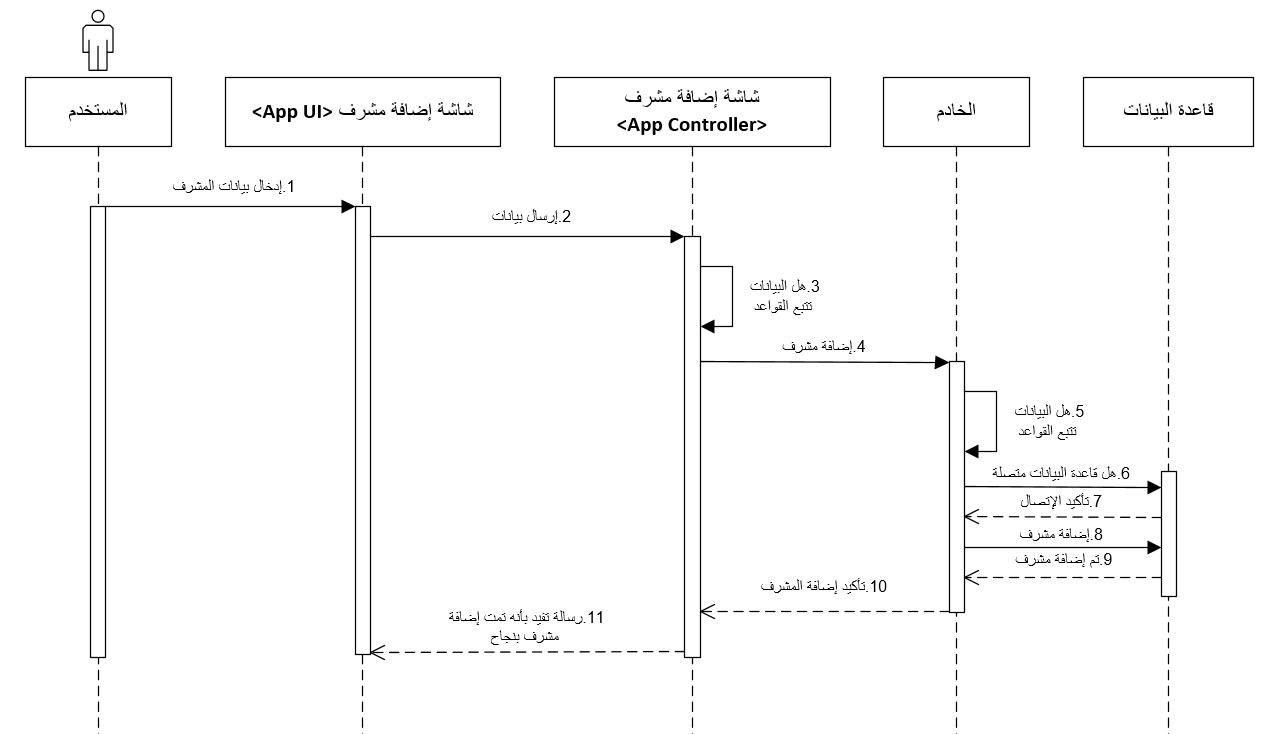 المستخدم
شاشة إضافة مشرف <App UI>
شاشة إضافة مشرف
<App Controller>
الخادم
قاعدة البيانات
1.إدخال بيانات المشرف
2.إرسال بيانات
3.هل البيانات
تتبع القواعد
4.إضافة مشرف
5.هل البيانات
تتبع القواعد
6.هل قاعدة البيانات متصلة
7.تأكيد الإتصال
8.إضافة مشرف
9.تم إضافة مشرف
10.تأكيد إضافة المشرف
11.رسالة تفيد بأنه تمت إضافة
مشرف بنجاح